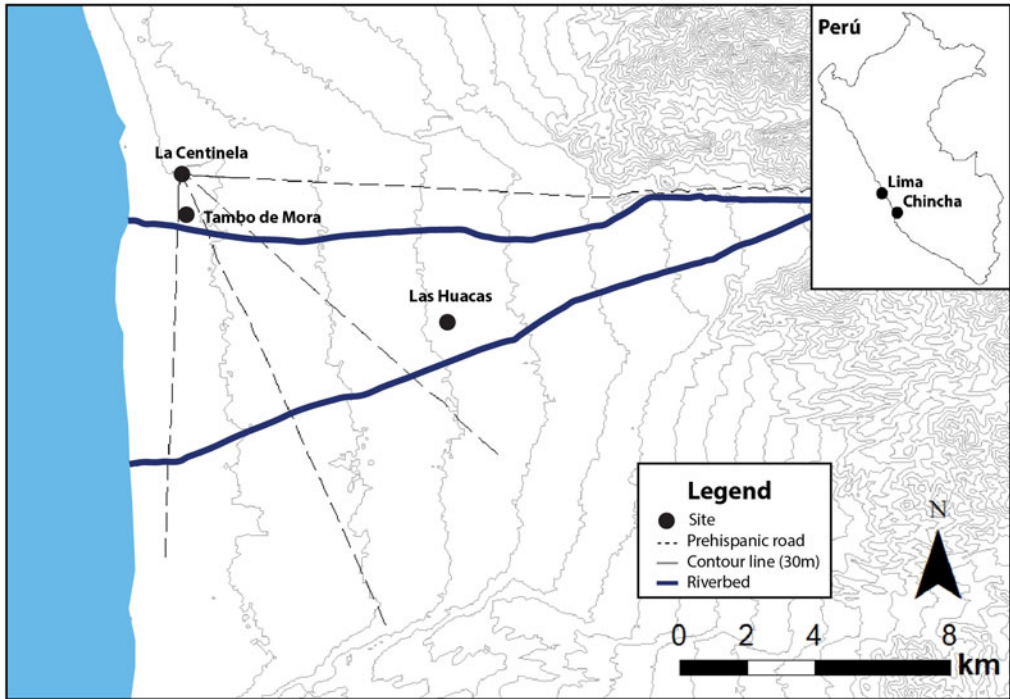 Perú
Lima
Chincha
La Centinela
Tambo de Mora
Las Huacas
Legend
Site
Prehispanic road
Contour line (30m)
Riverbed
N
0 2 4 8
km